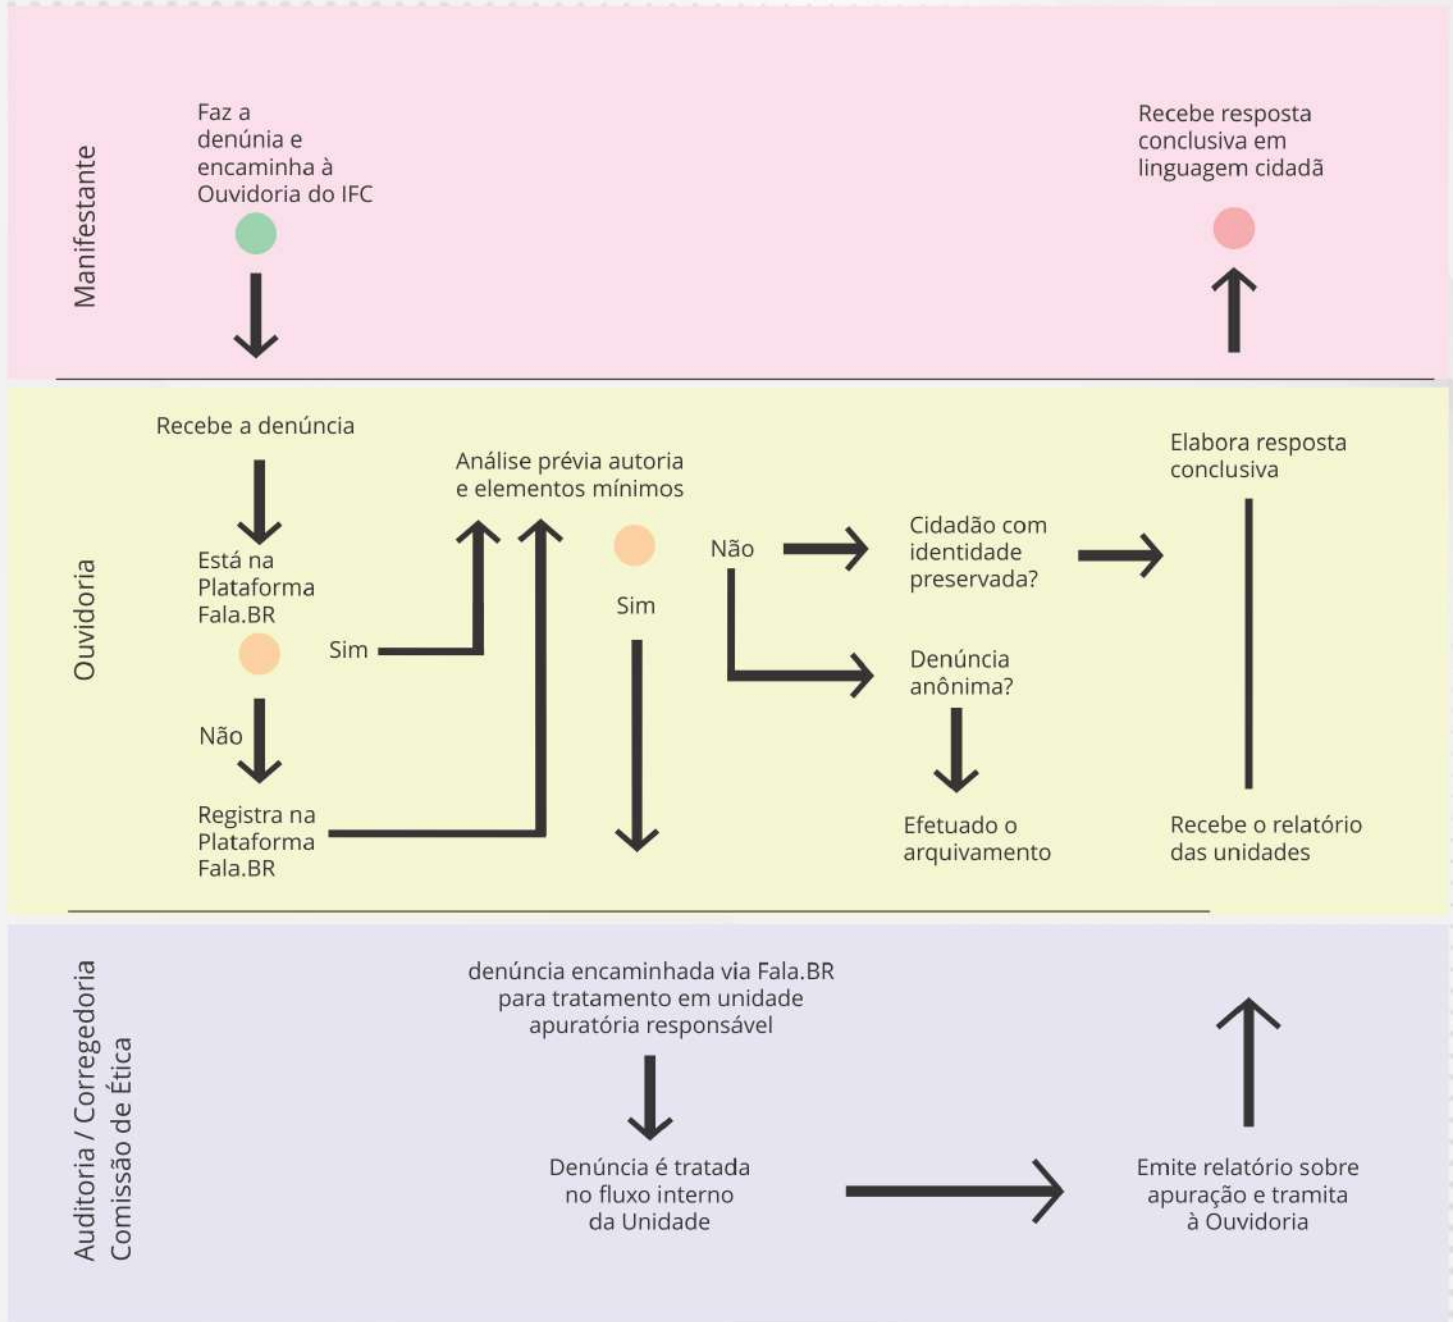 Manifestante
Faz a
denúnia e
encaminha à
Ouvidoria do IFC
Recebe resposta
conclusiva em
linguagem cidadã
Ouvidoria
Recebe a denúncia
Está na
Plataforma
Fala.BR
Sim
Não
Registra na
Plataforma
Fala.BR
Análise prévia autoria
e elementos mínimos
Sim
Não
Cidadão com
identidade
preservada?
Denúncia
anônima?
Efetuado o
arquivamento
Elabora resposta
conclusiva
Recebe o relatório
das unidades
Auditoria / Corregedoria
Comissão de Ética
denúncia encaminhada via Fala.BR
para tratamento em unidade
apuratória responsável
Denúncia é tratada
no fluxo interno
da Unidade
Emite relatório sobre
apuração e tramita
à Ouvidoria